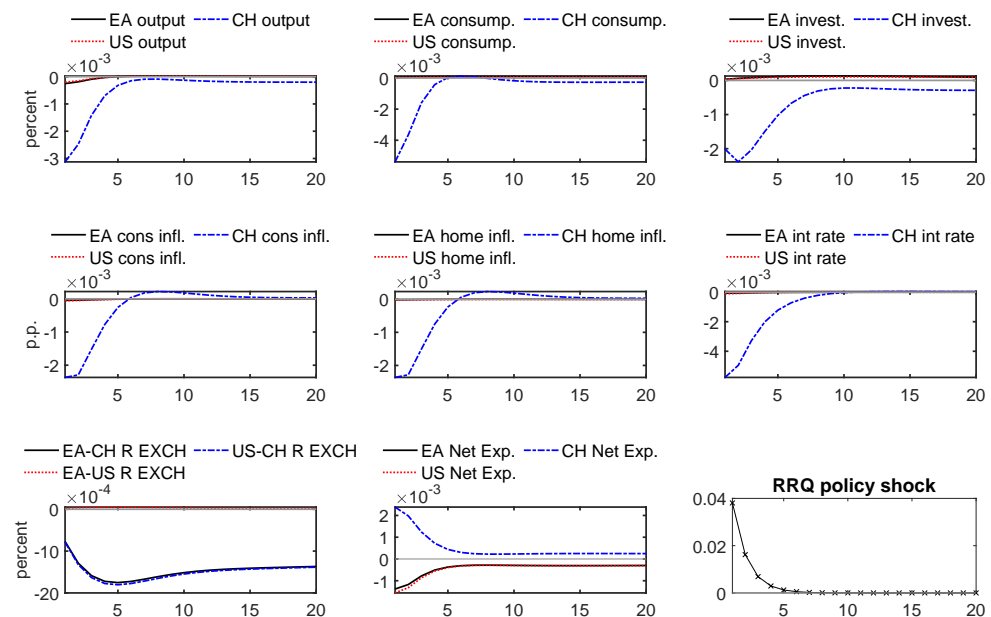 EA output CH output
US output
×10-3
percent
0
-1
-2
-3
5 10 15 20
EA consump. CH consump.
US consump.
×10-3
0
-2
-4
5 10 15 20
EA invest. CH invest.
US invest.
×10-3
0
-1
-2
5 10 15 20
EA cons infl. CH cons infl.
US cons infl.
×10-3
p.p.
0
-1
-2
5 10 15 20
EA home infl. CH home infl.
US home infl.
×10-3
0
-1
-2
5 10 15 20
EA int rate CH int rate
US int rate
×10-3
0
-2
-4
5 10 15 20
EA-CH R EXCH US-CH R EXCH
EA-US R EXCH
×10-4
percent
0
-10
-20
5 10 15 20
EA Net Exp. CH Net Exp.
US Net Exp.
×10-3
2
1
0
-1
5 10 15 20
RRQ policy shock
0.04
0.02
0
5 10 15 20